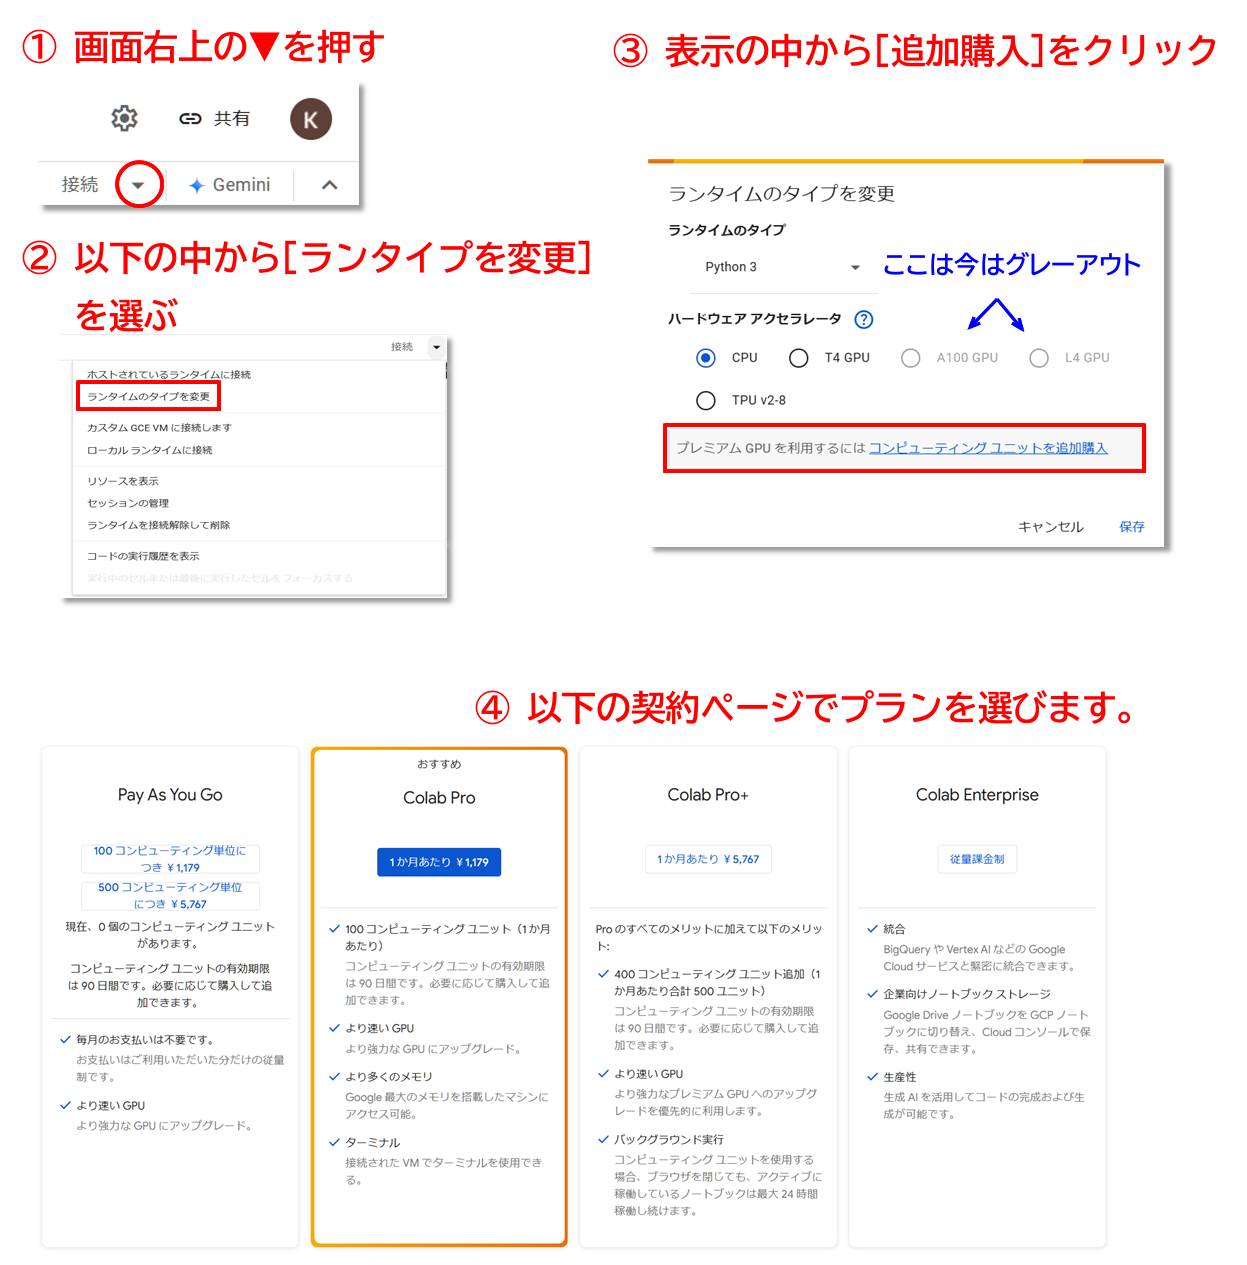 ① 画面右上の▼を押す
共有
K
接続
Gemini
② 以下の中から[ランタイプを変更]
を選ぶ
接続
ホストされているランタイムに接続
ランタイムのタイプを変更
カスタム GCE VM に接続します
ローカル ランタイムに接続
リソースを表示
セッションの管理
ランタイムを接続解除して削除
コードの実行履歴を表示
実行中のセルまたは最後に実行したセルをフォーカスする
③ 表示の中から[追加購入]をクリック
ランタイムのタイプを変更
ランタイムのタイプ
Python 3
ここは今はグレーアウト
ハードウェア アクセラレータ ?
CPU T4 GPU A100 GPU L4 GPU
TPU v2-8
プレミアム GPU を利用するには コンピューティング ユニットを追加購入
キャンセル 保存
④ 以下の契約ページでプランを選びます。
Pay As You Go
100 コンピューティング単位に
つき ¥1,179
500 コンピューティング単位
につき ¥5,767
現在、0 個のコンピューティング ユニット
があります。
コンピューティング ユニットの有効期限
は 90 日間です。必要に応じて購入して追
加できます。
毎月のお支払いは不要です。
お支払いはご利用いただいた分だけの従量
制です。
より速い GPU
より強力な GPU にアップグレード。
おすすめ
Colab Pro
1 か月あたり ¥1,179
100 コンピューティング ユニット（1 か月
あたり）
コンピューティング ユニットの有効期限
は 90 日間です。必要に応じて購入して追
加できます。
より速い GPU
より強力な GPU にアップグレード。
より多くのメモリ
Google 最大のメモリを搭載したマシンに
アクセス可能。
ターミナル
接続された VM でターミナルを使用でき
る。
Colab Pro+
1 か月あたり ¥5,767
Pro のすべてのメリットに加えて以下のメリッ
ト:
400 コンピューティング ユニット追加（1
か月あたり合計 500 ユニット）
コンピューティング ユニットの有効期限
は 90 日間です。必要に応じて購入して追
加できます。
より速い GPU
より強力なプレミアム GPU へのアップグ
レードを優先的に利用します。
バックグラウンド実行
コンピューティング ユニットを使用する
場合、ブラウザを閉じても、アクティブに
稼働しているノートブックは最大 24 時間
稼働し続けます。
Colab Enterprise
従量課金制
統合
BigQuery や Vertex AI などの Google
Cloud サービスと緊密に統合できます。
企業向けノートブック ストレージ
Google Drive ノートブックを GCP ノート
ブックに切り替え、Cloud コンソールで保
存、共有できます。
生産性
生成 AI を活用してコードの完成および生
成が可能です。